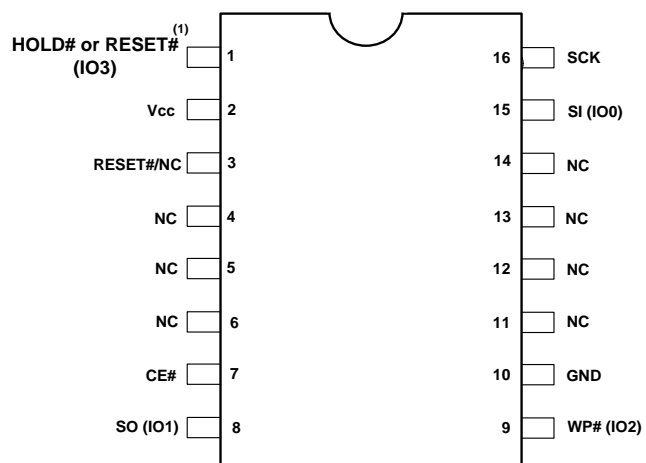 HOLD# or RESET# (1)
(IO3)
1
16
SCK
Vcc
2
15
SI (IO0)
RESET#/NC
3
14
NC
NC
4
13
NC
NC
5
12
NC
NC
6
11
NC
CE#
7
10
GND
SO (IO1)
8
9
WP# (IO2)